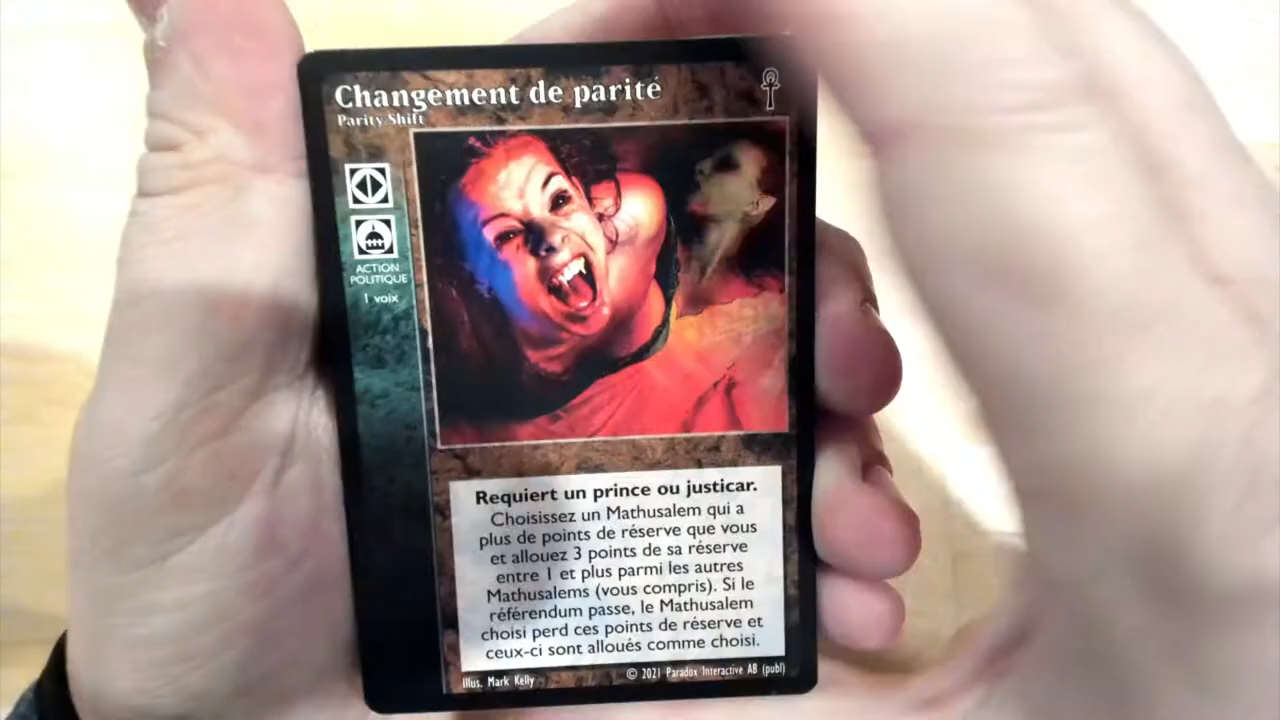 Changement de parité
Parity Shift
ACTION
POLITIQUE
1 voix
Requiert un prince ou justicar.
Choisissez un Mathusalem qui a
plus de points de réserve que vous
et allouez 3 points de sa réserve
entre 1 et plus parmi les autres
Mathusalems (vous compris). Si le
référendum passe, le Mathusalem
choisi perd ces points de réserve et
ceux-ci sont alloués comme choisi.
Illus. Mark Kelly
© 2021 Paradox Interactive AB (publ)